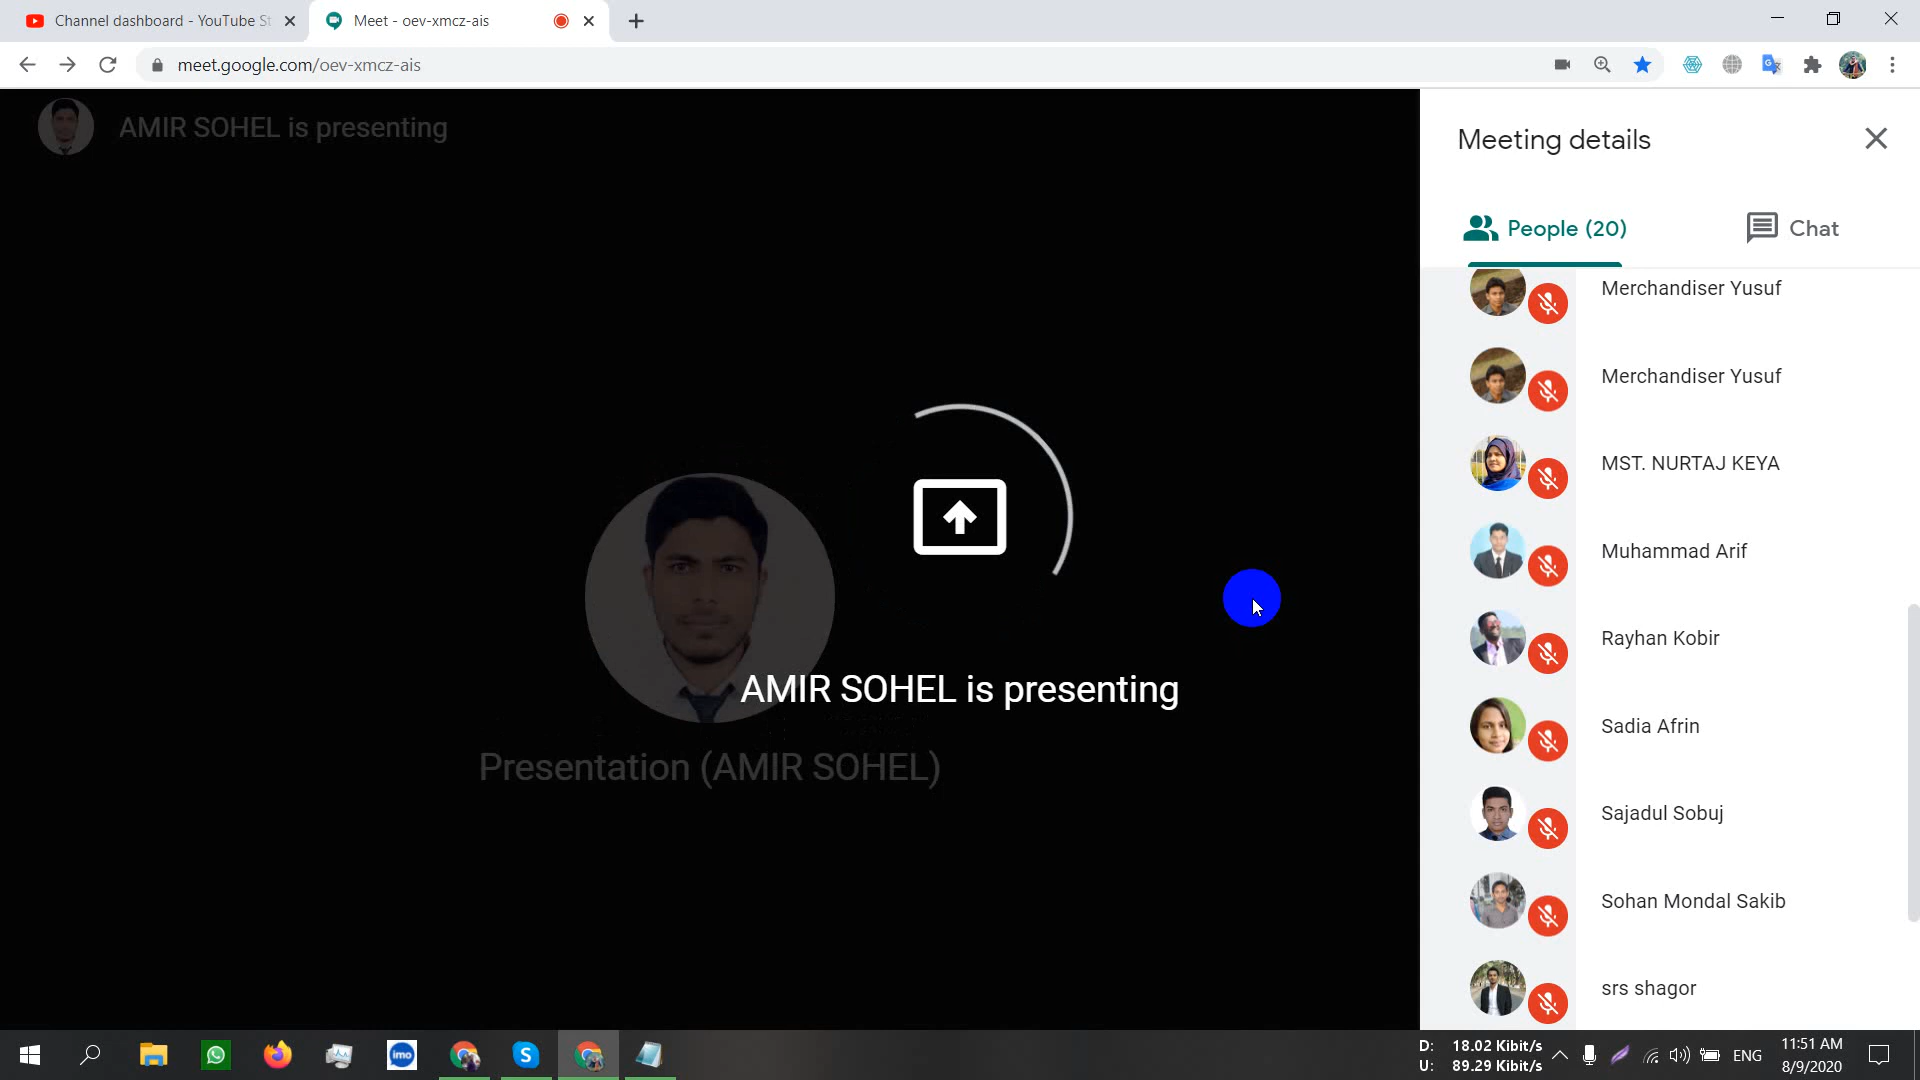 Channel dashboard - YouTube St
Meet - oev-xmcz-ais
meet.google.com/oev-xmcz-ais
AMIR SOHEL is presenting
AMIR SOHEL is presenting
Presentation (AMIR SOHEL)
Meeting details
People (20)
Chat
Merchandiser Yusuf
Merchandiser Yusuf
MST. NURTAJ KEYA
Muhammad Arif
Rayhan Kobir
Sadia Afrin
Sajadul Sobuj
Sohan Mondal Sakib
srs shagor
imo
D: 18.02 Kibit/s
U: 89.29 Kibit/s
ENG
11:51 AM
8/9/2020